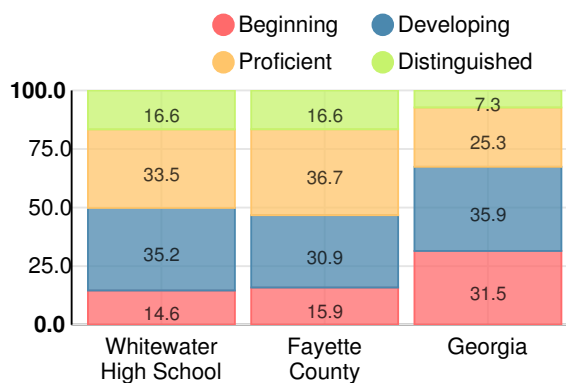 Beginning
Developing
Proficient
Distinguished
100.0
75.0
50.0
25.0
0.0
16.6
16.6
7.3
33.5
36.7
25.3
35.2
30.9
35.9
14.6
15.9
31.5
Whitewater
High School
Fayette
County
Georgia